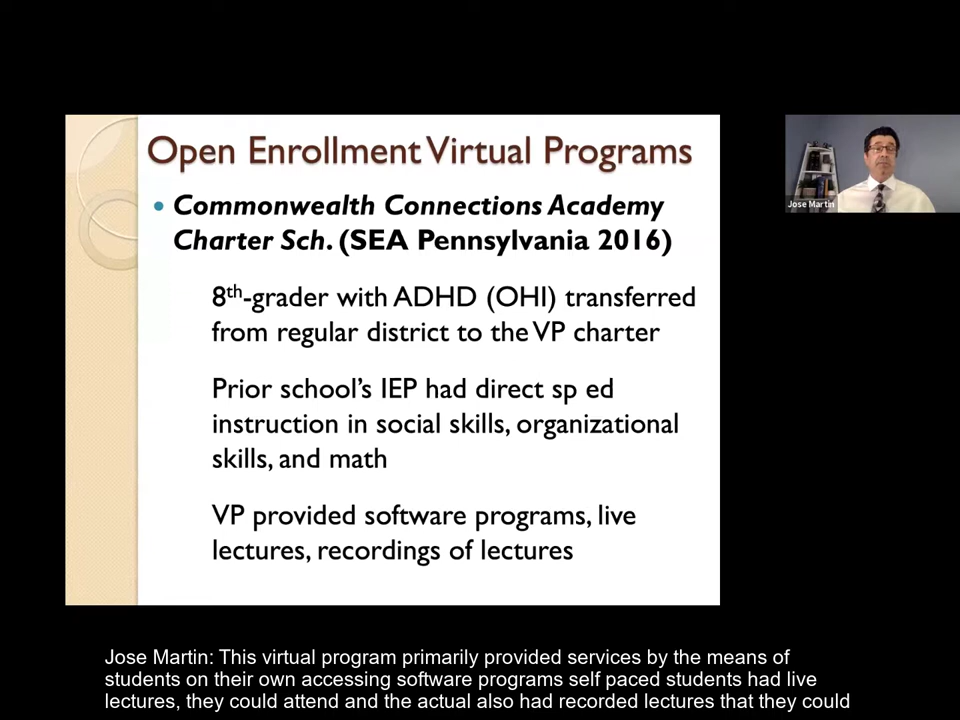 Open Enrollment Virtual Programs
• Commonwealth Connections Academy
Charter Sch. (SEA Pennsylvania 2016)
8th-grader with ADHD (OHI) transferred
from regular district to the VP charter
Prior school's IEP had direct sp ed
instruction in social skills, organizational
skills, and math
VP provided software programs, live
lectures, recordings of lectures
Jose Martin
Jose Martin: This virtual program primarily provided services by the means of
students on their own accessing software programs self paced students had live
lectures, they could attend and the actual also had recorded lectures that they could